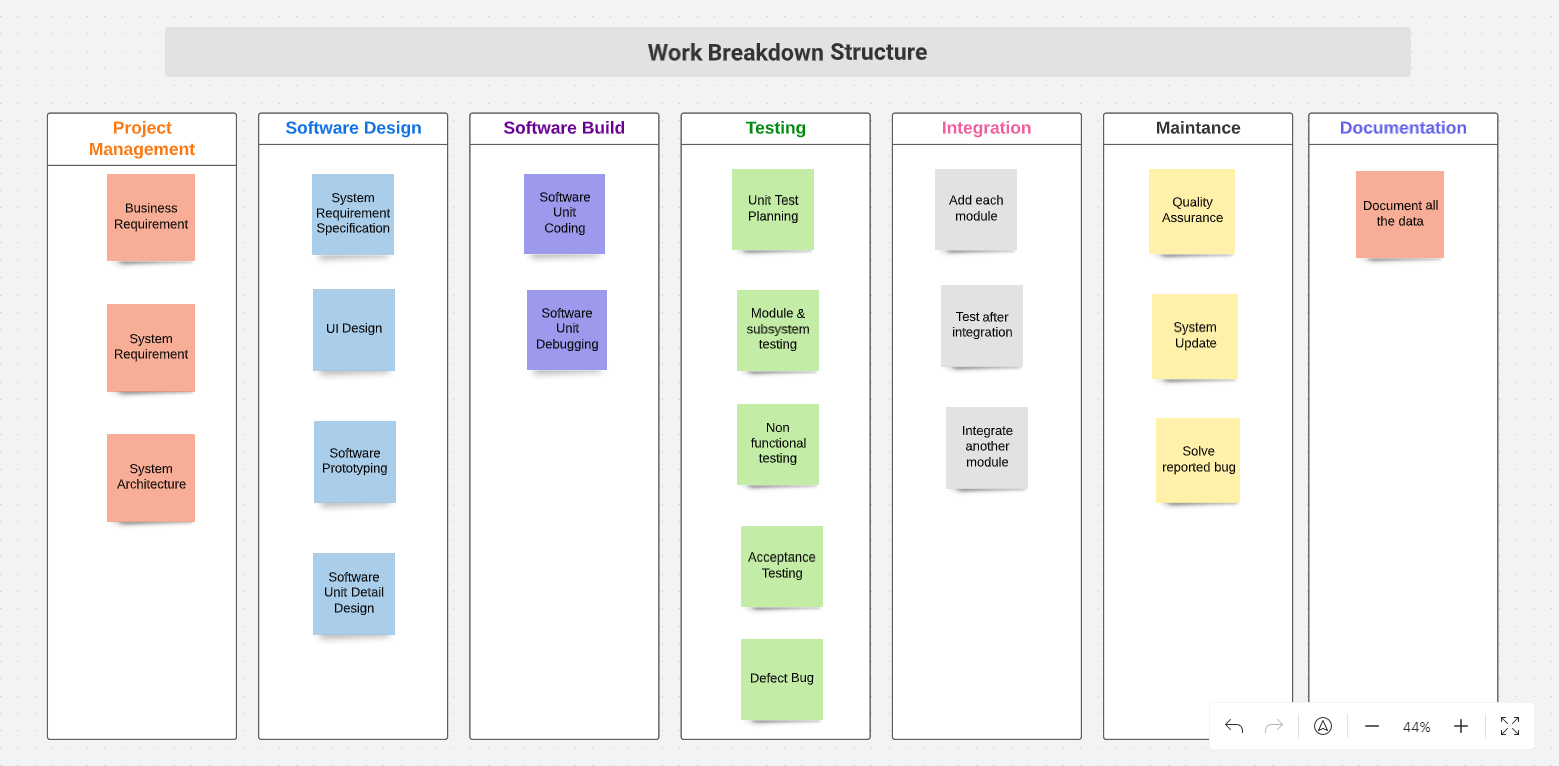 Work Breakdown Structure
Project
Management
Business
Requirement
System
Requirement
System
Architecture
Software Design
System
Requirement
Specification
UI Design
Software
Prototyping
Software
Unit Detail
Design
Software Build
Software
Unit
Coding
Software
Unit
Debugging
Testing
Unit Test
Planning
Module &
subsystem
testing
Non
functional
testing
Acceptance
Testing
Defect Bug
Integration
Add each
module
Test after
integration
Integrate
another
module
Maintance
Quality
Assurance
System
Update
Solve
reported bug
Documentation
Document all
the data
44%